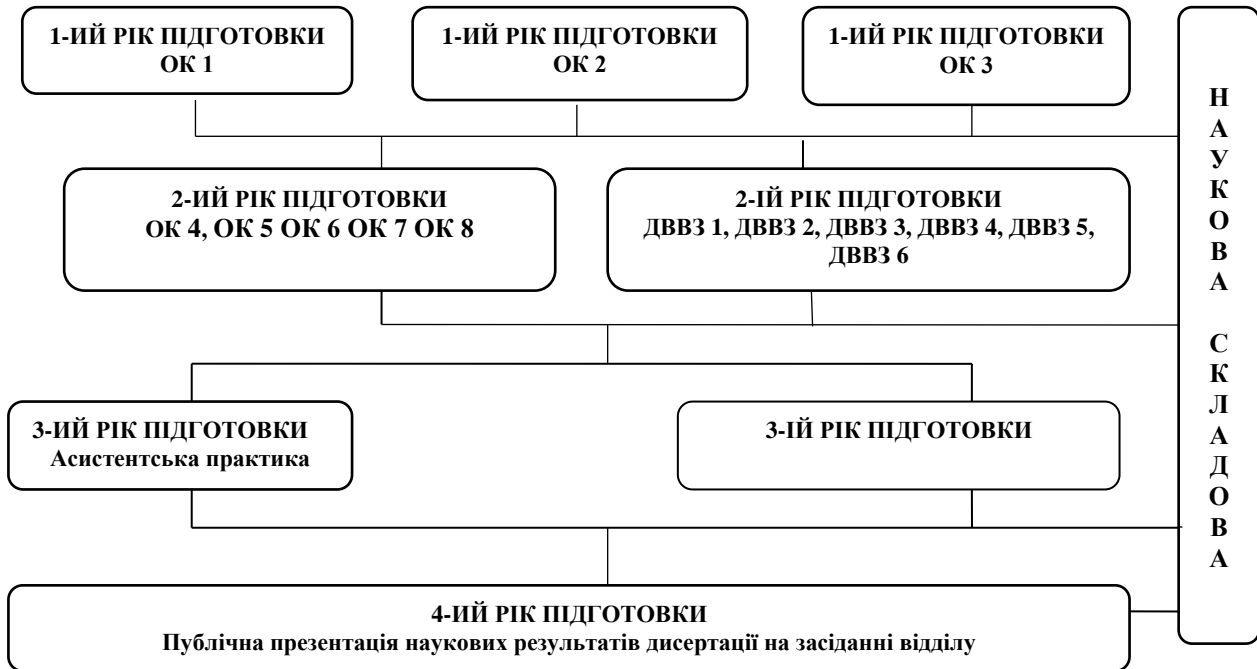 1-ИЙ РІК ПІДГОТОВКИ
ОК 1
1-ИЙ РІК ПІДГОТОВКИ
ОК 2
1-ИЙ РІК ПІДГОТОВКИ
ОК 3
2-ИЙ РІК ПІДГОТОВКИ
ОК 4, ОК 5 ОК 6 ОК 7 ОК 8
2-ІЙ РІК ПІДГОТОВКИ
ДВВЗ 1, ДВВЗ 2, ДВВЗ 3, ДВВЗ 4, ДВВЗ 5,
ДВВЗ 6
3-ИЙ РІК ПІДГОТОВКИ
Асистентська практика
3-ІЙ РІК ПІДГОТОВКИ
4-ИЙ РІК ПІДГОТОВКИ
Публічна презентація наукових результатів дисертації на засіданні відділу
НАУКОВА СКЛАДОВА